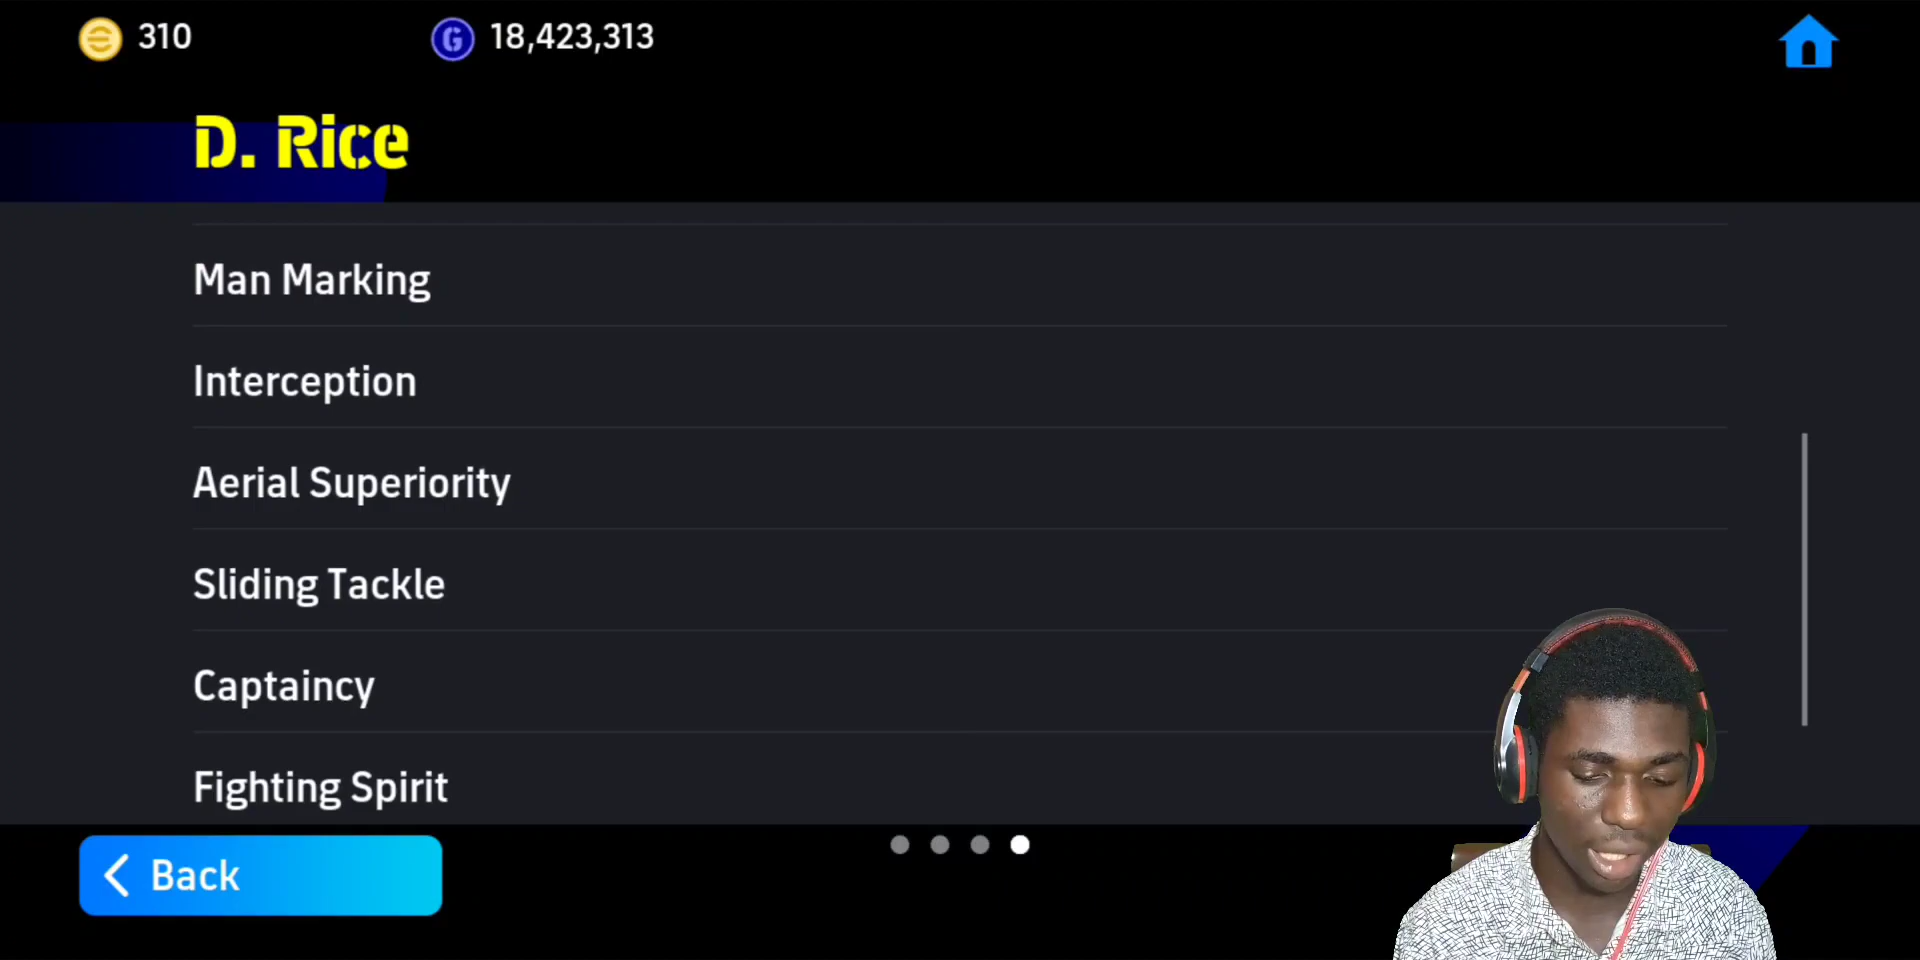 310
18,423,313
D. Rice
Man Marking
Interception
Aerial Superiority
Sliding Tackle
Captaincy
Fighting Spirit
Back